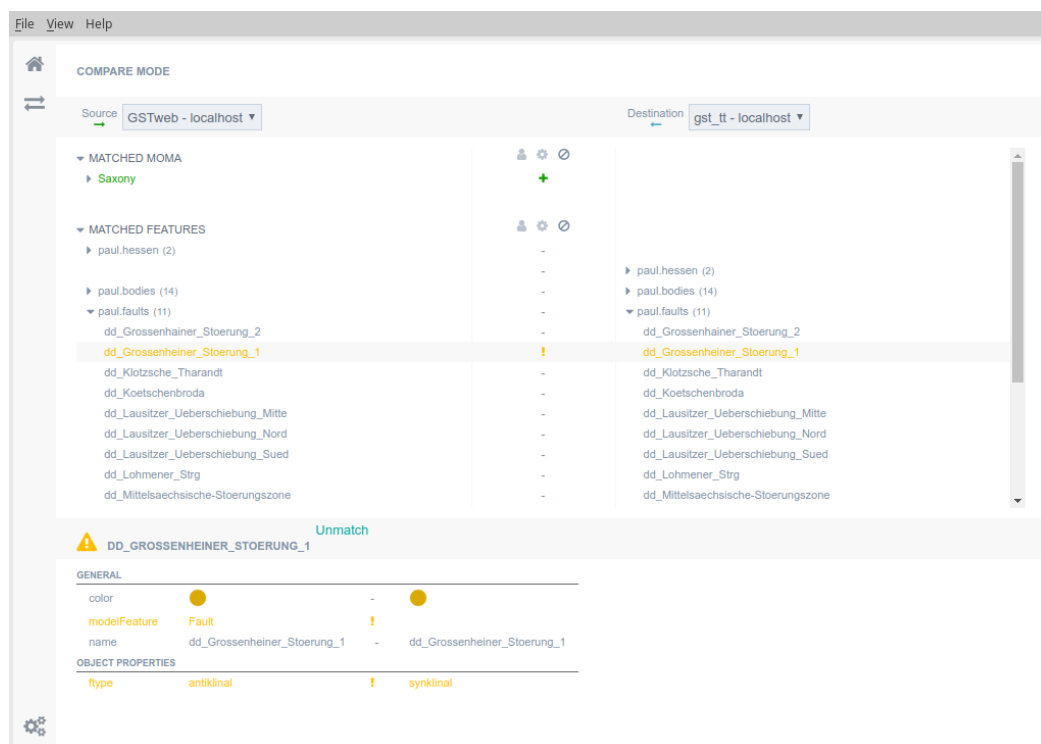 File View Help
COMPARE MODE
Source GSTweb - localhost Destination gst_tt - localhost
MATCHED MOMA
Saxony +
MATCHED FEATURES
paul.hessen (2) -
- paul.hessen (2)
paul.bodies (14) - paul.bodies (14)
paul.faults (11) - paul.faults (11)
dd_Grossenhainer_Stoerung_2 - dd_Grossenhainer_Stoerung_2
dd_Grossenheiner_Stoerung_1 ! dd_Grossenheiner_Stoerung_1
dd_Klotzsche_Tharandt - dd_Klotzsche_Tharandt
dd_Koetschenbroda - dd_Koetschenbroda
dd_Lausitzer_Ueberschiebung_Mitte - dd_Lausitzer_Ueberschiebung_Mitte
dd_Lausitzer_Ueberschiebung_Nord - dd_Lausitzer_Ueberschiebung_Nord
dd_Lausitzer_Ueberschiebung_Sued - dd_Lausitzer_Ueberschiebung_Sued
dd_Lohmener_Strg - dd_Lohmener_Strg
dd_Mittelsaechsische-Stoerungszone - dd_Mittelsaechsische-Stoerungszone
Unmatch
DD_GROSSENHEINER_STOERUNG_1
GENERAL
color -
modelFeature Fault !
name dd_Grossenheiner_Stoerung_1 - dd_Grossenheiner_Stoerung_1
OBJECT PROPERTIES
ftype antiklinal ! synklinal